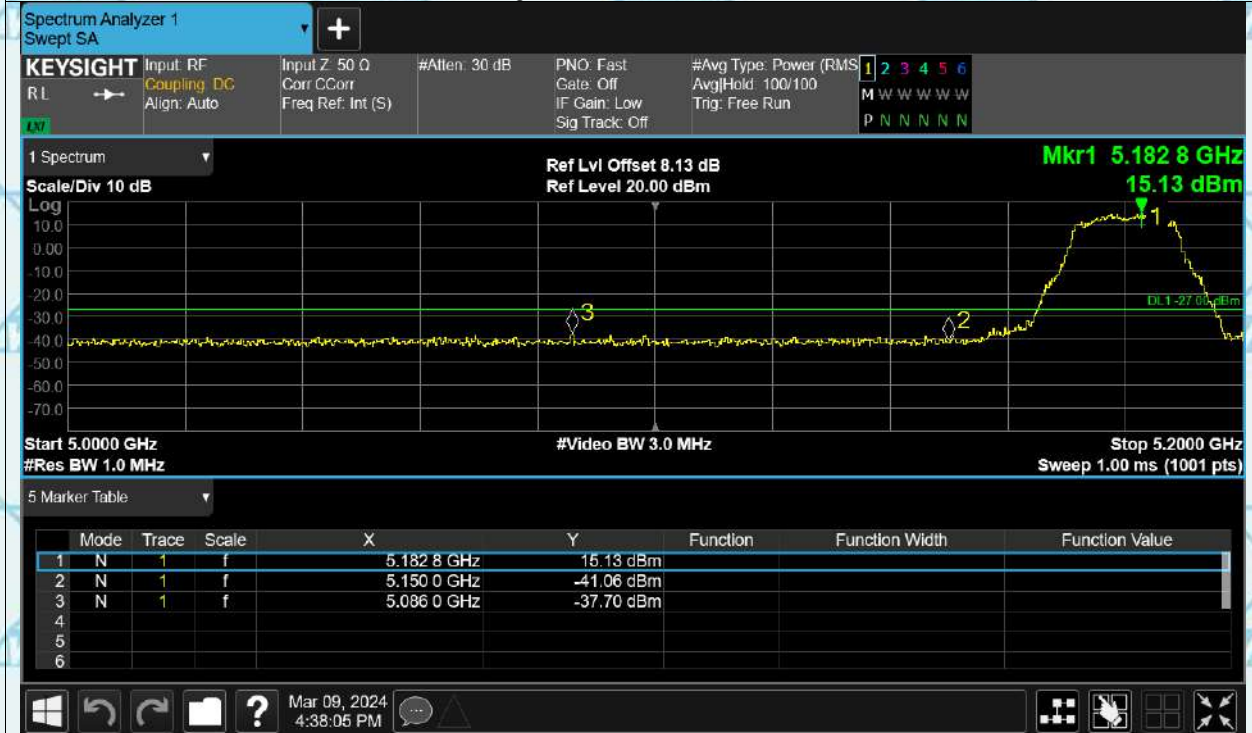 Spectrum Analyzer 1
Swept SA
+
KEYSIGHT
RL
LXI
Input: RF
Coupling: DC
Align: Auto
Input Z: 50 Ω
Corr CCorr
Freq Ref: Int (S)
#Atten: 30 dB
PNO: Fast
Gate: Off
IF Gain: Low
Sig Track: Off
#Avg Type: Power (RMS
Avg|Hold: 100/100
Trig: Free Run
1 2 3 4 5 6
M W W W W W
P N N N N N
1 Spectrum
Scale/Div 10 dB
Ref Lvl Offset 8.13 dB
Ref Level 20.00 dBm
Mkr1 5.182 8 GHz
15.13 dBm
Log
10.0
0.00
-10.0
-20.0
-30.0
-40.0
-50.0
-60.0
-70.0
1
3
2
DL1 -27.00 dBm
Start 5.0000 GHz
#Video BW 3.0 MHz
Stop 5.2000 GHz
#Res BW 1.0 MHz
Sweep 1.00 ms (1001 pts)
5 Marker Table
Mode Trace Scale X Y Function Function Width Function Value
1 N 1 f 5.182 8 GHz 15.13 dBm
2 N 1 f 5.150 0 GHz -41.06 dBm
3 N 1 f 5.086 0 GHz -37.70 dBm
4
5
6
?
Mar 09, 2024
4:38:05 PM